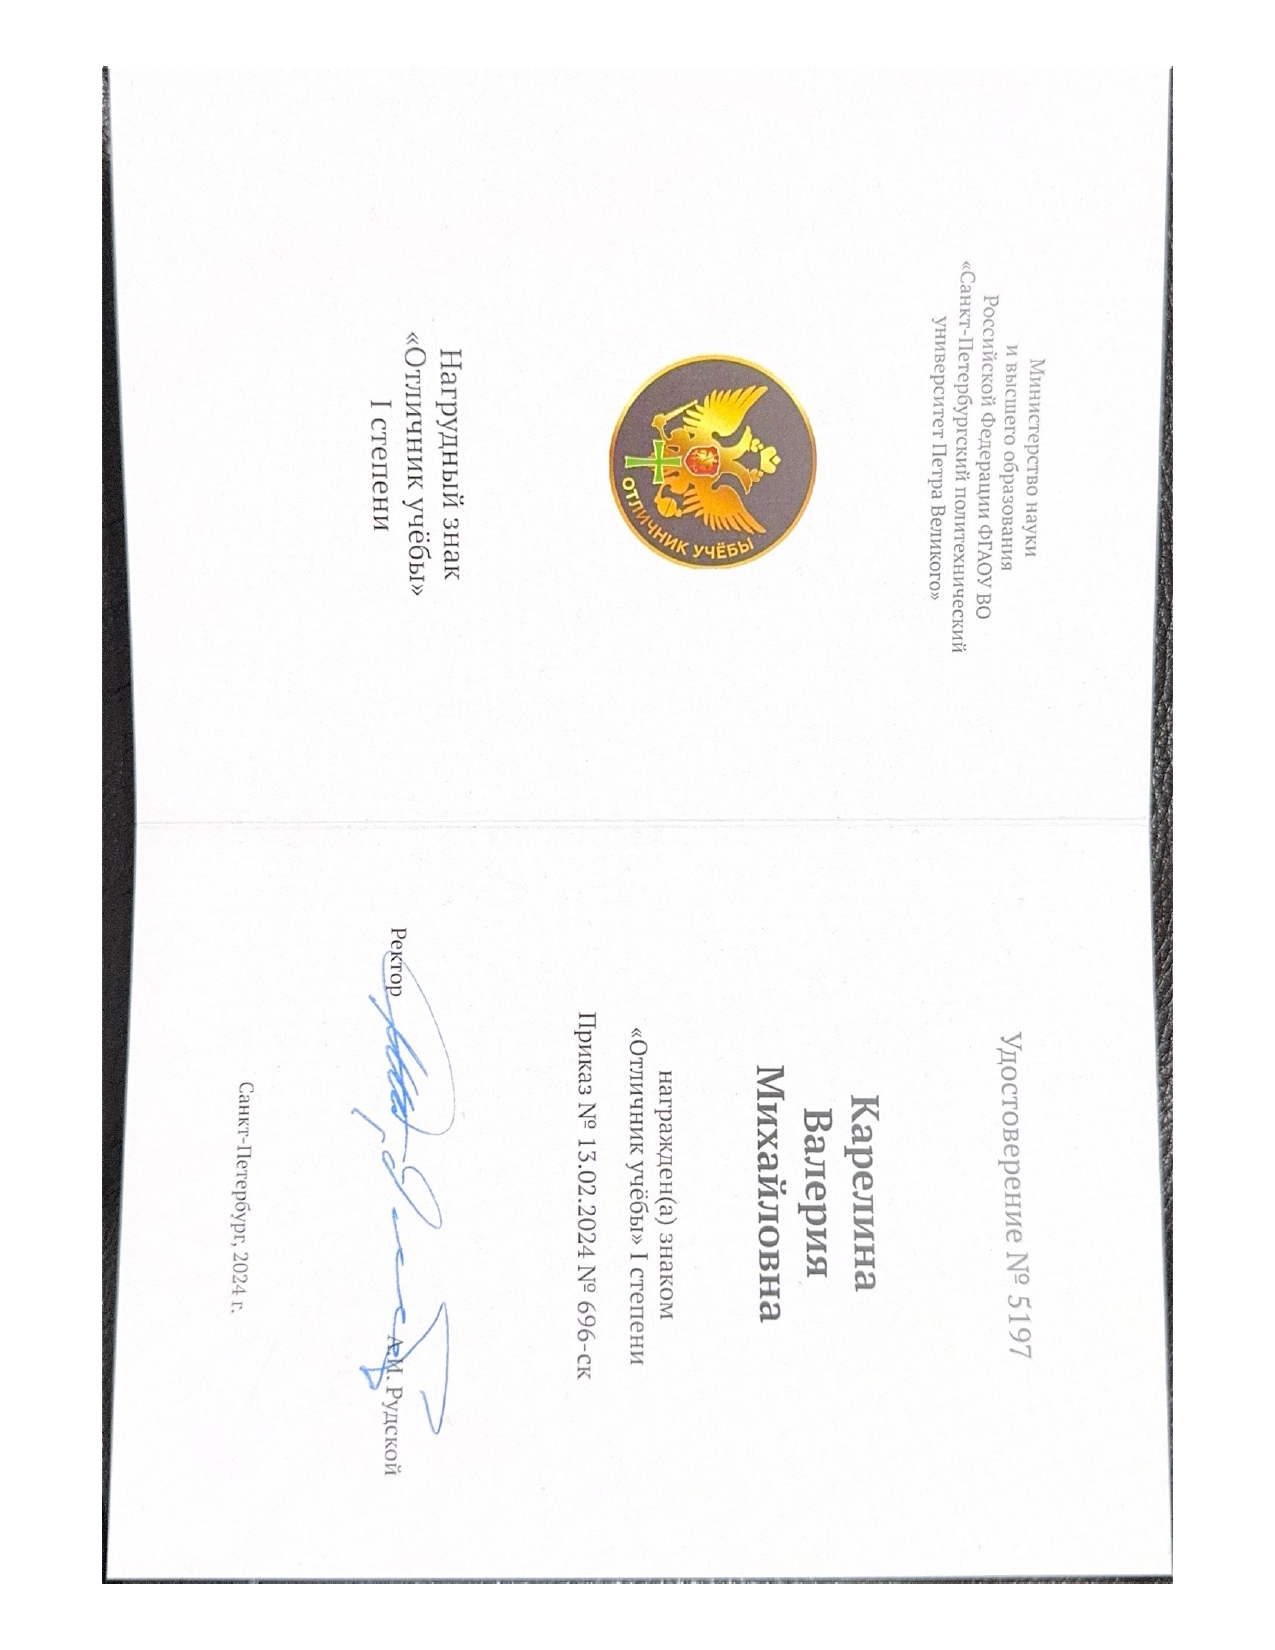 Министерство науки
и высшего образования
Российской Федерации ФГАОУ ВО
«Санкт-Петербургский политехнический
университет Петра Великого»
ОТЛИЧНИК УЧЁБЫ
Нагрудный знак
«Отличник учёбы»
I степени
Удостоверение № 5197
Карелина
Валерия
Михайловна
награжден(а) знаком
«Отличник учёбы» I степени
Приказ № 13.02.2024 № 696-ск
Ректор А.И. Рудской
Санкт-Петербург, 2024 г.